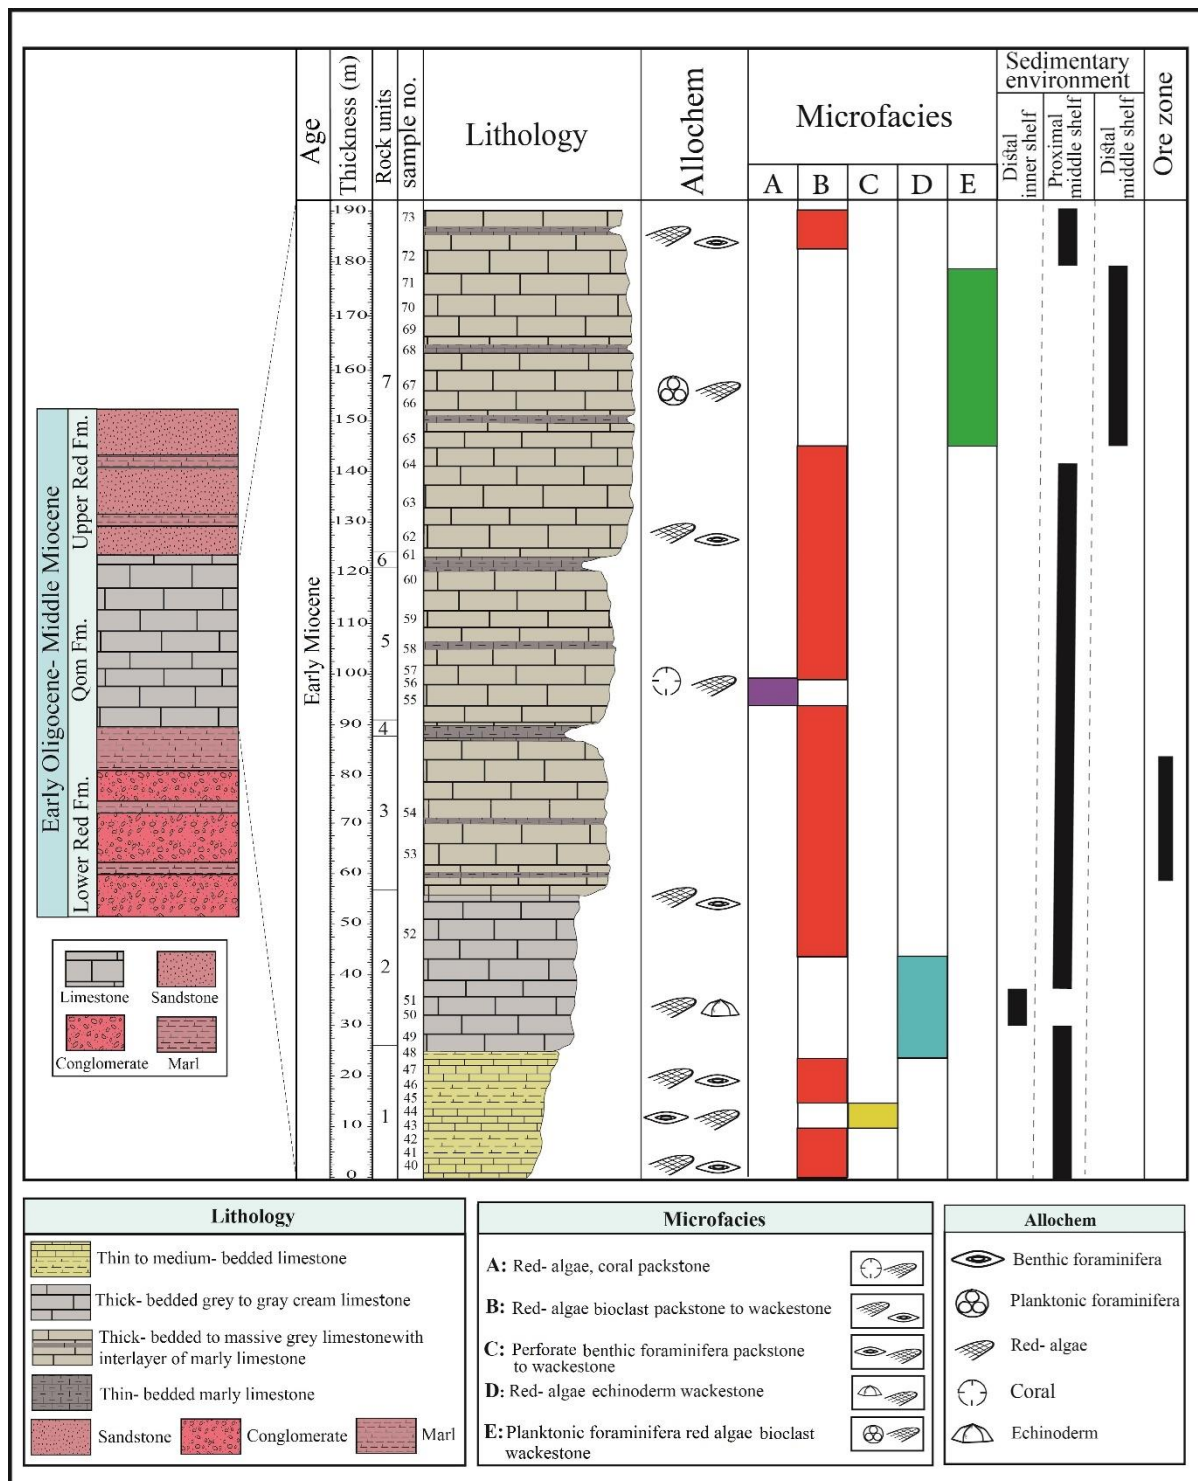 Age
Thickness (m)
Rock units
sample no.
Lithology
Allochem
Microfacies
A B C D E
Sedimentary
environment
Distal
inner shelf
Proximal
middle shelf
Distal
middle shelf
Ore zone
Early Miocene
190
180
170
160
150
140
130
120
110
100
90
80
70
60
50
40
30
20
10
0
7
6
5
4
3
2
1
73
72
71
70
69
68
67
66
65
64
63
62
61
60
59
58
57
56
55
54
53
52
51
50
49
48
47
46
45
44
43
42
41
40
Early Oligocene- Middle Miocene
Upper Red Fm.
Qom Fm.
Lower Red Fm.
Limestone
Sandstone
Conglomerate
Marl
Lithology
Thin to medium- bedded limestone
Thick- bedded grey to gray cream limestone
Thick- bedded to massive grey limestonewith
interlayer of marly limestone
Thin- bedded marly limestone
Sandstone
Conglomerate
Marl
Microfacies
A: Red- algae, coral packstone
B: Red- algae bioclast packstone to wackestone
C: Perforate benthic foraminifera packstone
to wackestone
D: Red- algae echinoderm wackestone
E: Planktonic foraminifera red algae bioclast
wackestone
Allochem
Benthic foraminifera
Planktonic foraminifera
Red- algae
Coral
Echinoderm